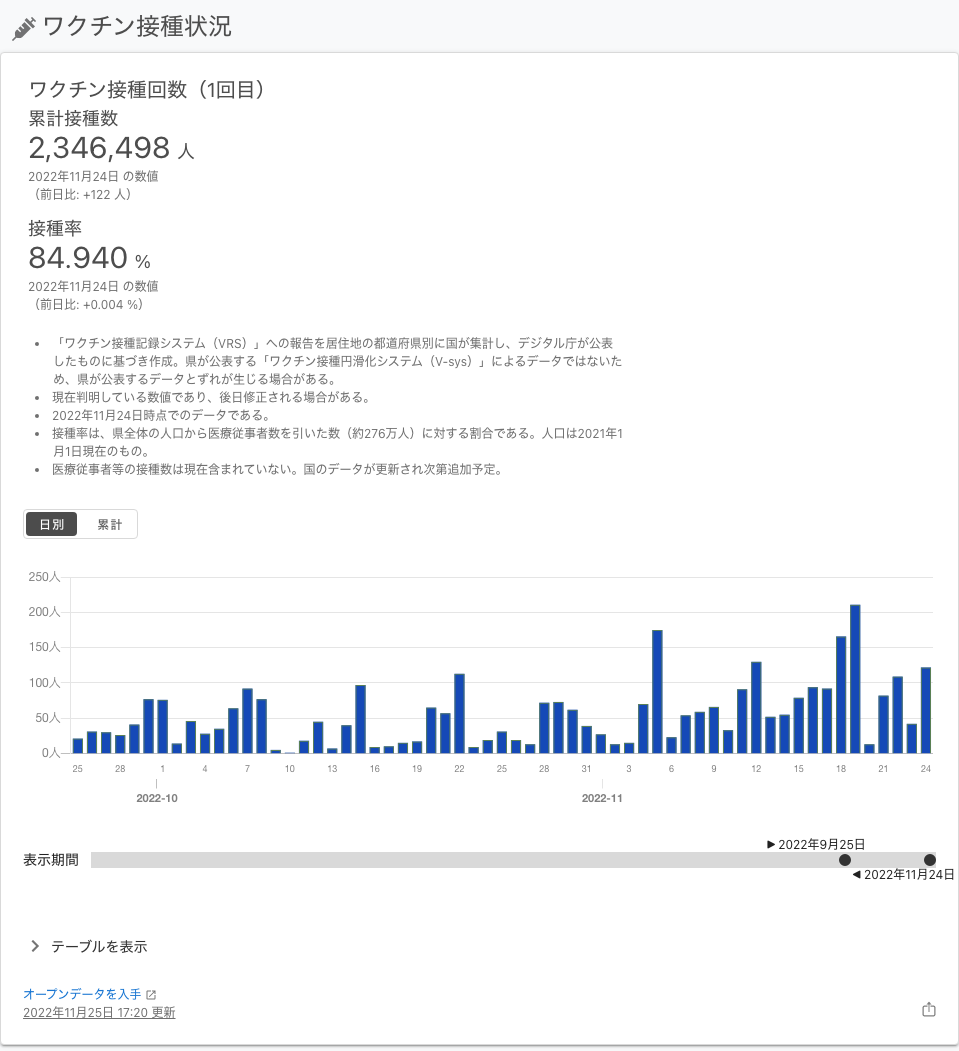 ワクチン接種状況
ワクチン接種回数（1回目）
累計接種数
2,346,498 人
2022年11月24日 の数値
（前日比: +122 人）
接種率
84.940 %
2022年11月24日 の数値
（前日比: +0.004 %）
• 「ワクチン接種記録システム（VRS）」への報告を居住地の都道府県別に国が集計し、デジタル庁が公表
したものに基づき作成。県が公表する「ワクチン接種円滑化システム（V-sys）」によるデータではないた
め、県が公表するデータとずれが生じる場合がある。
• 現在判明している数値であり、後日修正される場合がある。
• 2022年11月24日時点でのデータである。
• 接種率は、県全体の人口から医療従事者数を引いた数（約276万人）に対する割合である。人口は2021年1
月1日現在のもの。
• 医療従事者等の接種数は現在含まれていない。国のデータが更新され次第追加予定。
日別 累計
250人
200人
150人
100人
50人
0人
25 28 1 4 7 10 13 16 19 22 25 28 31 3 6 9 12 15 18 21 24
2022-10 2022-11
▶ 2022年9月25日
表示期間
◀ 2022年11月24日
テーブルを表示
オープンデータを入手
2022年11月25日 17:20 更新